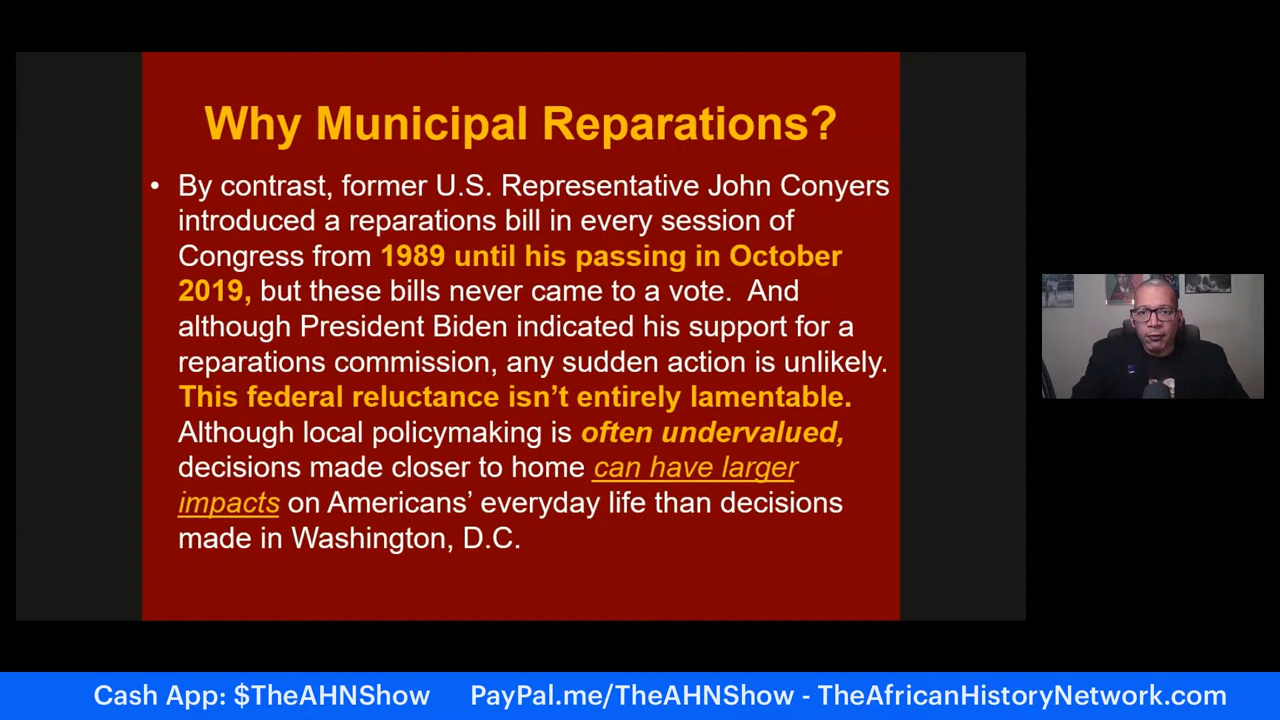 Why Municipal Reparations?
• By contrast, former U.S. Representative John Conyers
introduced a reparations bill in every session of
Congress from 1989 until his passing in October
2019, but these bills never came to a vote.  And
although President Biden indicated his support for a
reparations commission, any sudden action is unlikely.
This federal reluctance isn’t entirely lamentable.
Although local policymaking is often undervalued,
decisions made closer to home can have larger
impacts on Americans’ everyday life than decisions
made in Washington, D.C.
Cash App: $TheAHNShow PayPal.me/TheAHNShow - TheAfricanHistoryNetwork.com